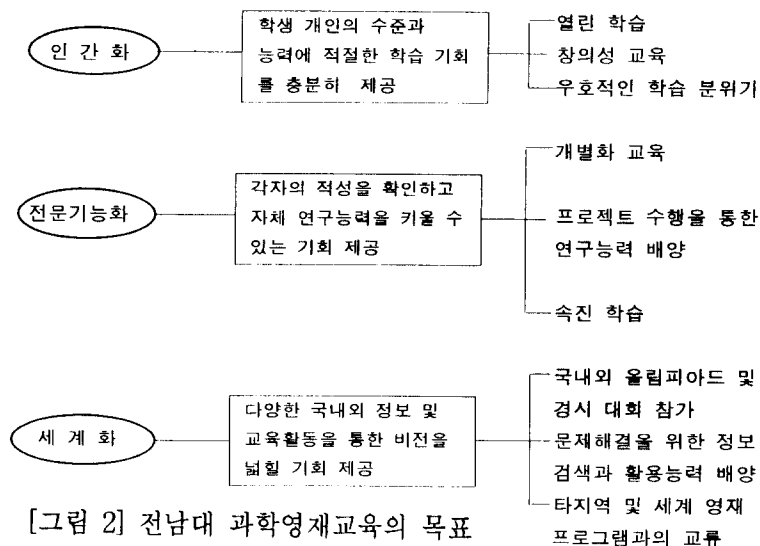 인 간 화
학생 개인의 수준과
능력에 적절한 학습 기회
를 충분히 제공
열린 학습
창의성 교육
우호적인 학습 분위기
전문기능화
각자의 적성을 확인하고
자체 연구능력을 키울 수
있는 기회 제공
개별화 교육
프로젝트 수행을 통한
연구능력 배양
속진 학습
세 계 화
다양한 국내외 정보 및
교육활동을 통한 비전을
넓힐 기회 제공
국내외 올림피아드 및
경시 대회 참가
문제해결을 위한 정보
검색과 활용능력 배양
타지역 및 세계 영재
프로그램과의 교류
[그림 2] 전남대 과학영재교육의 목표